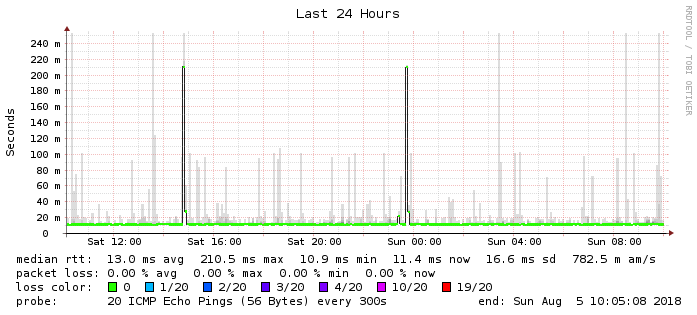 Last 24 Hours
RRDTOOL / TOBI OETIKER
Seconds
240 m
220 m
200 m
180 m
160 m
140 m
120 m
100 m
80 m
60 m
40 m
20 m
0
Sat 12:00 Sat 16:00 Sat 20:00 Sun 00:00 Sun 04:00 Sun 08:00
median rtt: 13.0 ms avg 210.5 ms max 10.9 ms min 11.4 ms now 16.6 ms sd 782.5 m am/s
packet loss: 0.00 % avg 0.00 % max 0.00 % min 0.00 % now
loss color: 0 1/20 2/20 3/20 4/20 10/20 19/20
probe: 20 ICMP Echo Pings (56 Bytes) every 300s end: Sun Aug 5 10:05:08 2018